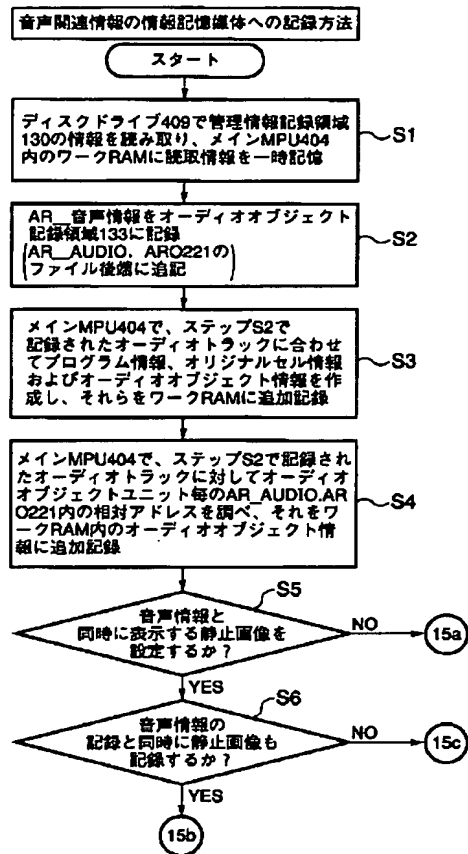 音声関連情報の情報記憶媒体への記録方法
スタート
ディスクドライブ409で管理情報記録領域
130の情報を読み取り、メインMPU404
内のワークRAMに読取情報を一時記憶
S1
AR__音声情報をオーディオオブジェクト
記録領域133に記録
(AR__AUDIO. ARO221の
ファイル後端に追記)
S2
メインMPU404で、ステップS2で
記録されたオーディオトラックに合わせ
てプログラム情報、オリジナルセル情報
およびオーディオオブジェクト情報を作
成し、それらをワークRAMに追加記録
S3
メインMPU404で、ステップS2で記録され
たオーディオトラックに対してオーディオ
オブジェクトユニット毎のAR_AUDIO.AR
O221内の相対アドレスを調べ、それをワ
ークRAM内のオーディオオブジェクト情
報に追加記録
S4
S5
音声情報と
同時に表示する静止画像を
設定するか?
NO
15a
YES
S6
音声情報の
記録と同時に静止画像も
記録するか?
NO
15c
YES
15b